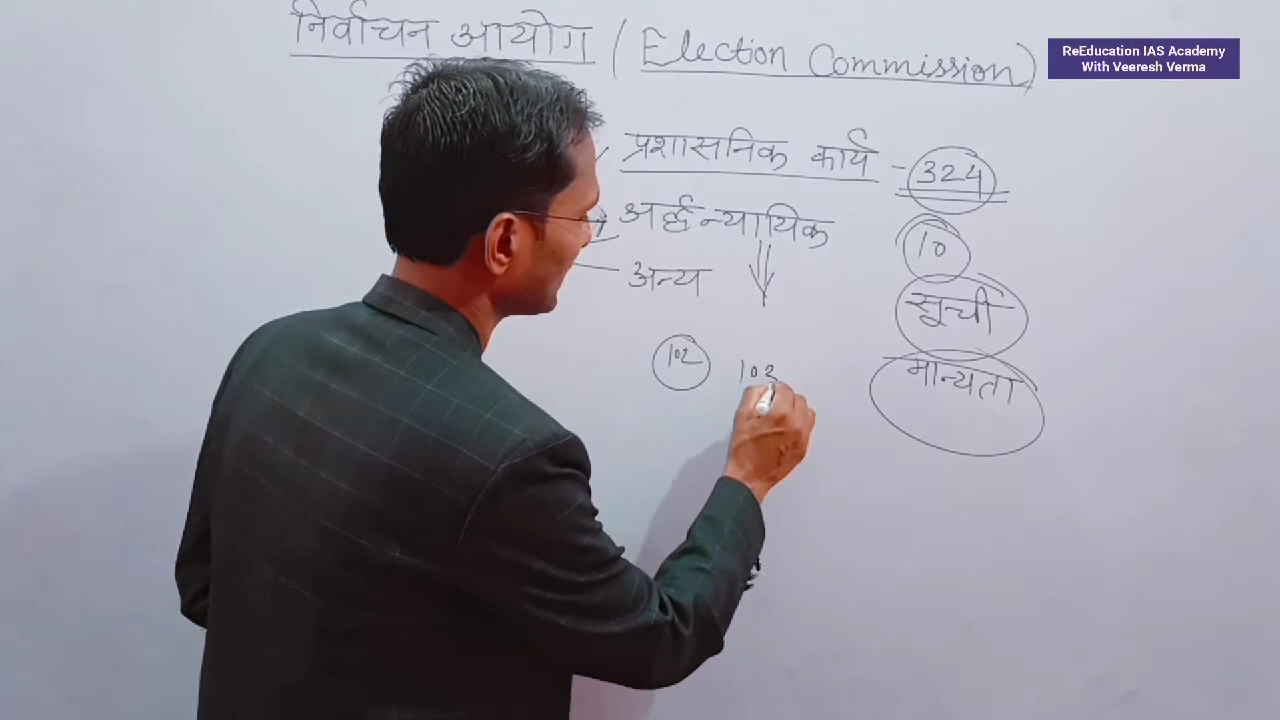 निर्वाचन आयोग ( Election Commission )
ReEducation IAS Academy
With Veeresh Verma
प्रशासनिक कार्य - 324
अर्द्धन्यायिक
10
अन्य
सूची
102
103
मान्यता